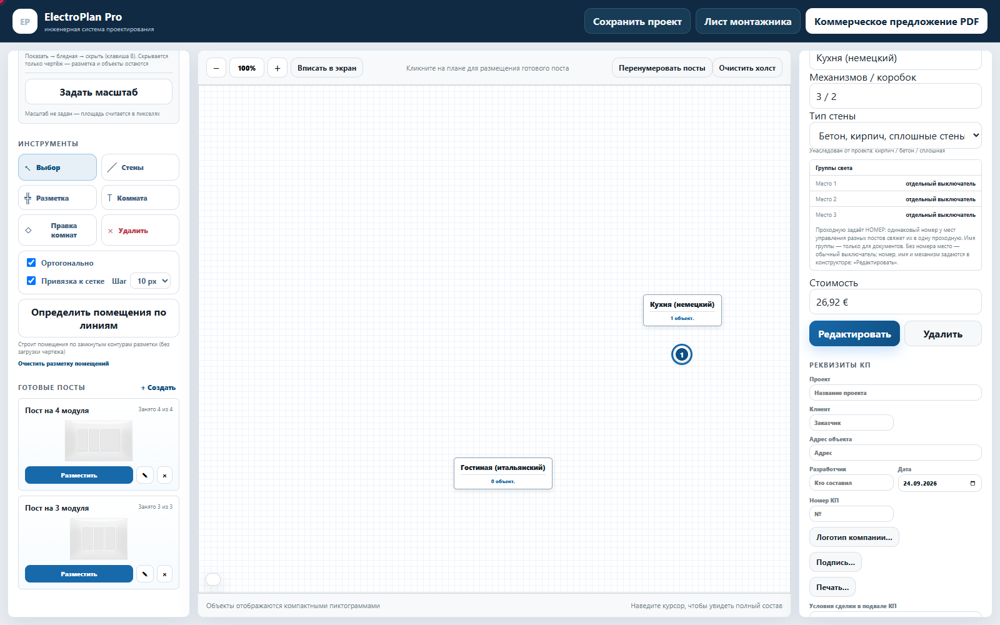 EP
ElectroPlan Pro
инженерная система проектирования
Сохранить проект
Лист монтажника
Коммерческое предложение PDF
Показать → бледная → скрыть (клавиша B). Скрывается
только чертёж — разметка и объекты остаются
Задать масштаб
Масштаб не задан — площадь считается в пикселях
ИНСТРУМЕНТЫ
Выбор
Стены
Разметка
T Комната
Правка
комнат
× Удалить
Ортогонально
Привязка к сетке Шаг 10 px
Определить помещения по
линиям
Строит помещения по замкнутым контурам разметки (без
загрузки чертежа)
Очистить разметку помещений
ГОТОВЫЕ ПОСТЫ
+ Создать
Пост на 4 модуля
Занято 4 из 4
Разместить
×
Пост на 3 модуля
Занято 3 из 3
Разместить
×
− 100% + Вписать в экран
Кликните на плане для размещения готового поста
Перенумеровать посты
Очистить холст
Кухня (немецкий)
1 объект.
1
Гостиная (итальянский)
0 объект.
Объекты отображаются компактными пиктограммами
Наведите курсор, чтобы увидеть полный состав
Кухня (немецкий)
Механизмов / коробок
3 / 2
Тип стены
Бетон, кирпич, сплошные стены
Унаследован от проекта: кирпич / бетон / сплошная
Группы света
Место 1 отдельный выключатель
Место 2 отдельный выключатель
Место 3 отдельный выключатель
Проходную задаёт НОМЕР: одинаковый номер у мест
управления разных постов свяжет их в одну проходную. Имя
группы — только для документов. Без номера место —
обычный выключатель; номер, имя и механизм задаются в
конструкторе: «Редактировать».
Стоимость
26,92 €
Редактировать
Удалить
РЕКВИЗИТЫ КП
Проект
Название проекта
Клиент
Заказчик
Адрес объекта
Адрес
Разработчик
Дата
Кто составил
24.09.2026
Номер КП
№
Логотип компании...
Подпись...
Печать...
Условия сделки в подвале КП